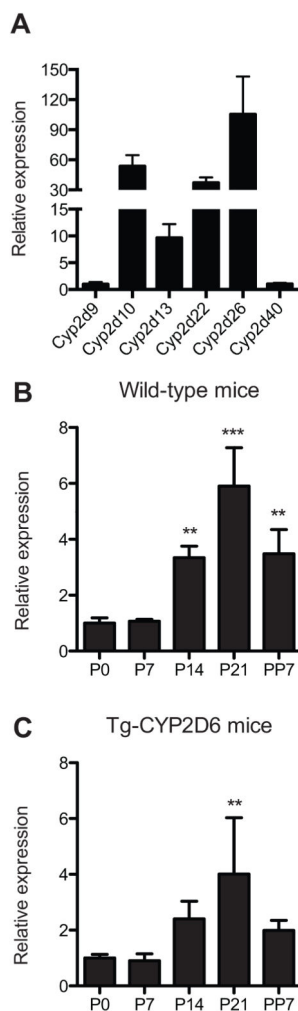 A
Relative expression
150
120
90
60
30
15
10
5
0
Cyp2d9
Cyp2d10
Cyp2d13
Cyp2d22
Cyp2d26
Cyp2d40
B
Wild-type mice
Relative expression
8
6
4
2
0
**
***
**
P0 P7 P14 P21 PP7
C
Tg-CYP2D6 mice
Relative expression
8
6
4
2
0
**
P0 P7 P14 P21 PP7